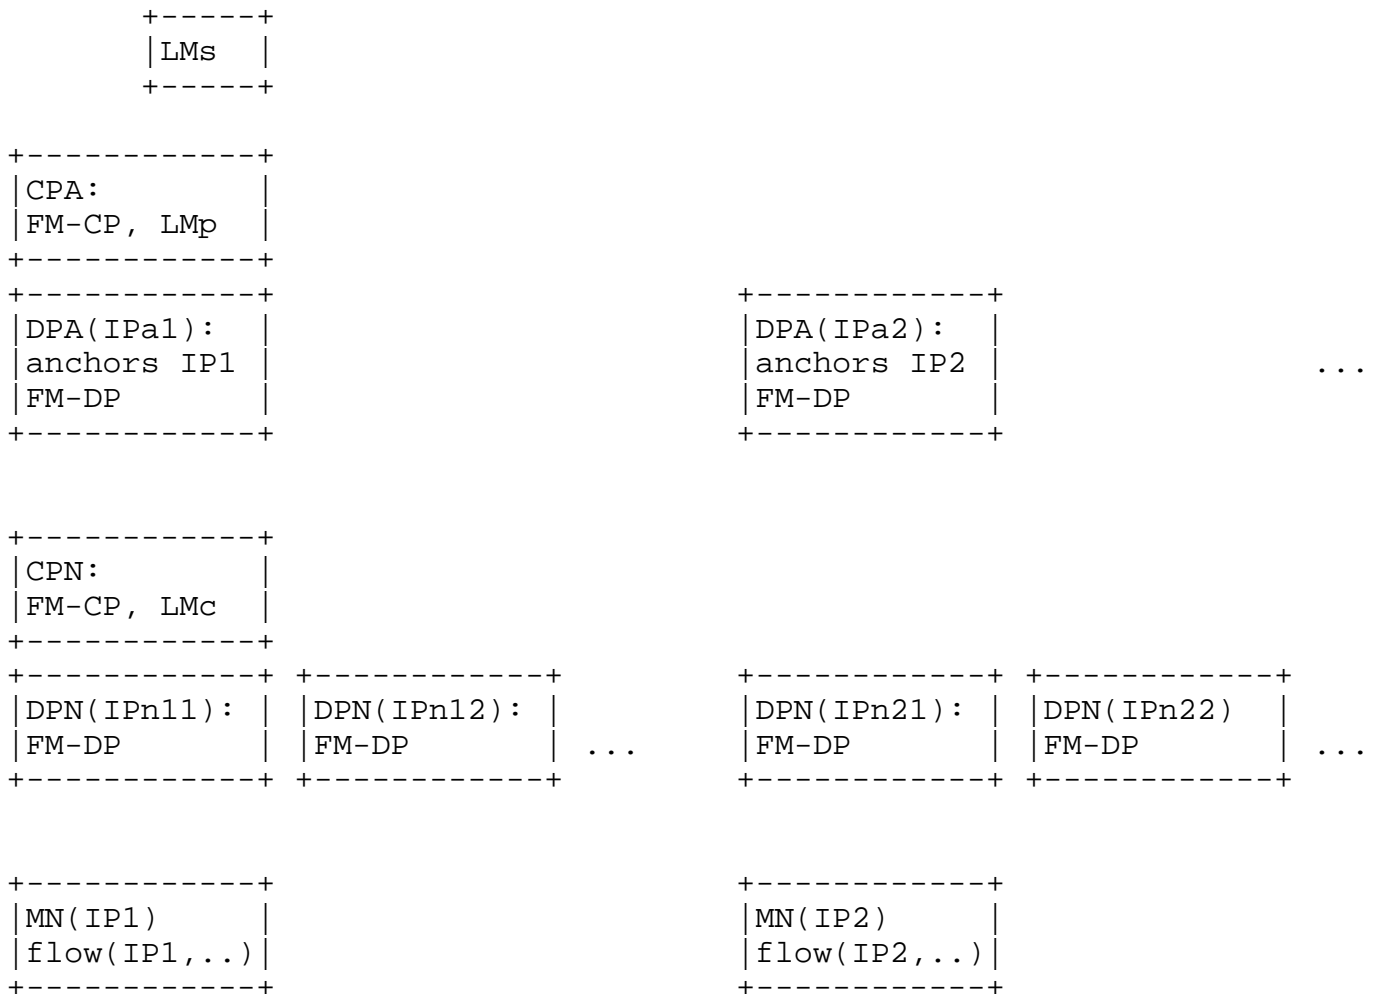 LMs
CPA:
FM-CP, LMp
DPA(IPa1): DPA(IPa2):
anchors IP1 anchors IP2 ...
FM-DP FM-DP
CPN:
FM-CP, LMc
DPN(IPn11): DPN(IPn12): DPN(IPn21): DPN(IPn22)
FM-DP FM-DP ... FM-DP FM-DP ...
MN(IP1) MN(IP2)
flow(IP1,..) flow(IP2,..)